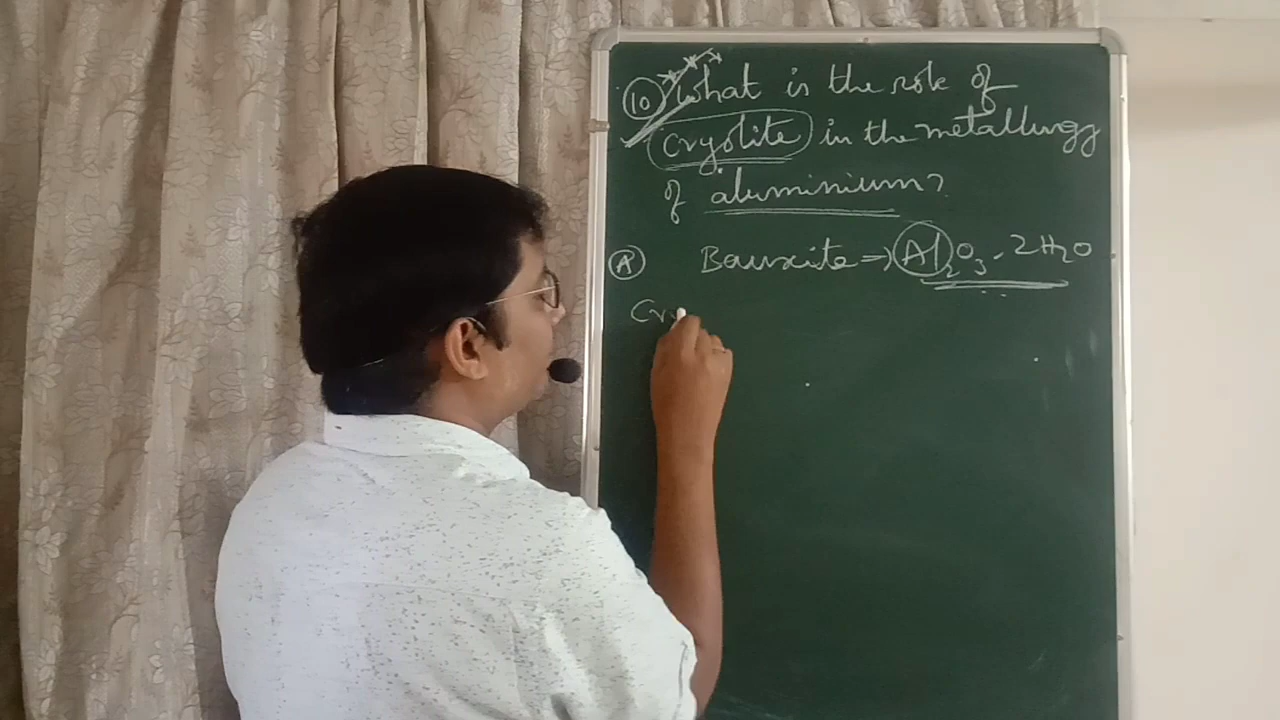 10 What is the role of
cryolite in the metallurgy
of aluminium?
A Bauxite ⇒ Al2O3. 2H2O
Cry